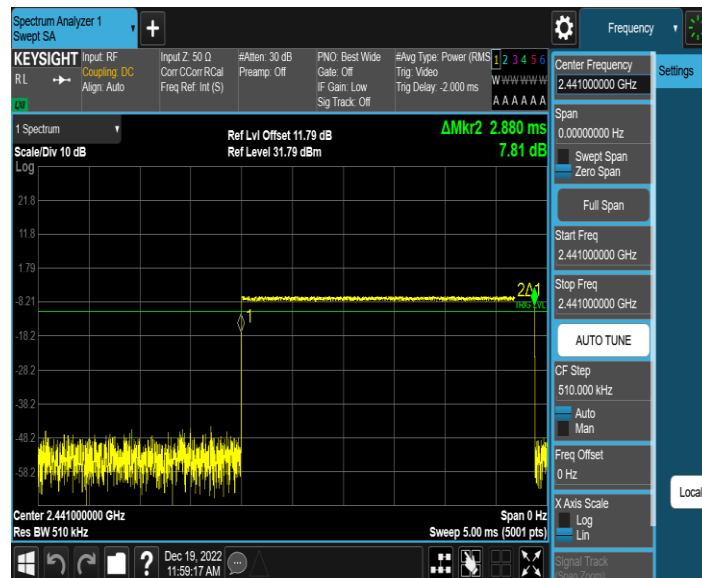 Spectrum Analyzer 1
Swept SA
Frequency
KEYSIGHT
RL
LXI
Input: RF
Coupling: DC
Align: Auto
Input Z: 50 Ω
Corr CCorr RCal
Freq Ref: Int (S)
#Atten: 30 dB
Preamp: Off
PNO: Best Wide
Gate: Off
IF Gain: Low
Sig Track: Off
#Avg Type: Power (RMS
Trig: Video
Trig Delay: -2.000 ms
1 2 3 4 5 6
W W W W W W
A A A A A A
1 Spectrum
Scale/Div 10 dB
Log
Ref Lvl Offset 11.79 dB
Ref Level 31.79 dBm
ΔMkr2 2.880 ms
7.81 dB
21.8
11.8
1.79
-8.21
-18.2
-28.2
-38.2
-48.2
-58.2
1
2Δ1
TRIG LVL
Center 2.441000000 GHz
Res BW 510 kHz
Span 0 Hz
Sweep 5.00 ms (5001 pts)
Dec 19, 2022
11:59:17 AM
Center Frequency
2.441000000 GHz
Span
0.00000000 Hz
Swept Span
Zero Span
Full Span
Start Freq
2.441000000 GHz
Stop Freq
2.441000000 GHz
AUTO TUNE
CF Step
510.000 kHz
Auto
Man
Freq Offset
0 Hz
X Axis Scale
Log
Lin
Signal Track
(Span Zoom)
Settings
Local